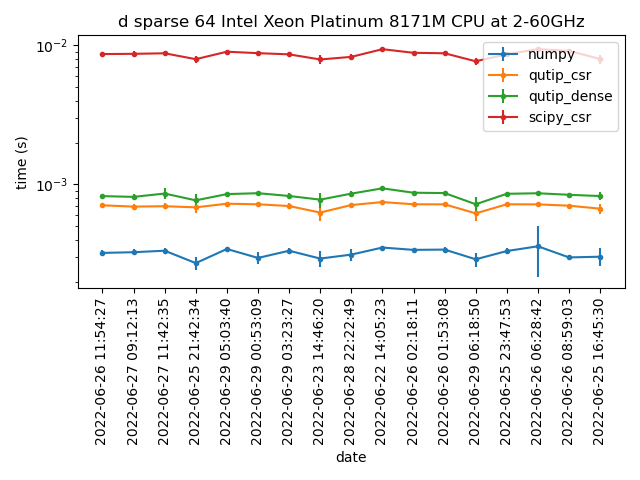 d sparse 64 Intel Xeon Platinum 8171M CPU at 2-60GHz
10⁻²
10⁻³
time (s)
numpy
qutip_csr
qutip_dense
scipy_csr
2022-06-26 11:54:27
2022-06-27 09:12:13
2022-06-27 11:42:35
2022-06-25 21:42:34
2022-06-29 05:03:40
2022-06-29 00:53:09
2022-06-29 03:23:27
2022-06-23 14:46:20
2022-06-28 22:22:49
2022-06-22 14:05:23
2022-06-26 02:18:11
2022-06-26 01:53:08
2022-06-29 06:18:50
2022-06-25 23:47:53
2022-06-26 06:28:42
2022-06-26 08:59:03
2022-06-25 16:45:30
date